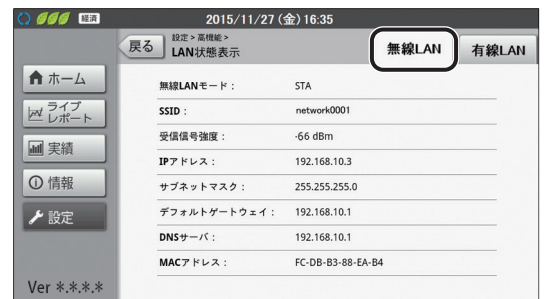 経済 2015/11/27 (金) 16:35
戻る
設定 > 高機能 >
LAN状態表示
無線LAN
有線LAN
ホーム
ライブ
レポート
実績
情報
設定
Ver *.*.*.*
無線LANモード： STA
SSID： network0001
受信信号強度： -66 dBm
IPアドレス： 192.168.10.3
サブネットマスク： 255.255.255.0
デフォルトゲートウェイ： 192.168.10.1
DNSサーバ： 192.168.10.1
MACアドレス： FC-DB-B3-88-EA-B4